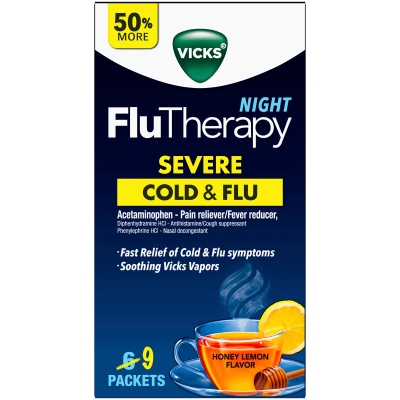 50%
MORE
VICKS®
NIGHT
FluTherapy
SEVERE
COLD & FLU
Acetaminophen - Pain reliever/Fever reducer,
Diphenhydramine HCl - Antihistamine/Cough suppressant
Phenylephrine HCl - Nasal decongestant
·Fast Relief of Cold & Flu symptoms
·Soothing Vicks Vapors
HONEY LEMON
FLAVOR
6 9
PACKETS